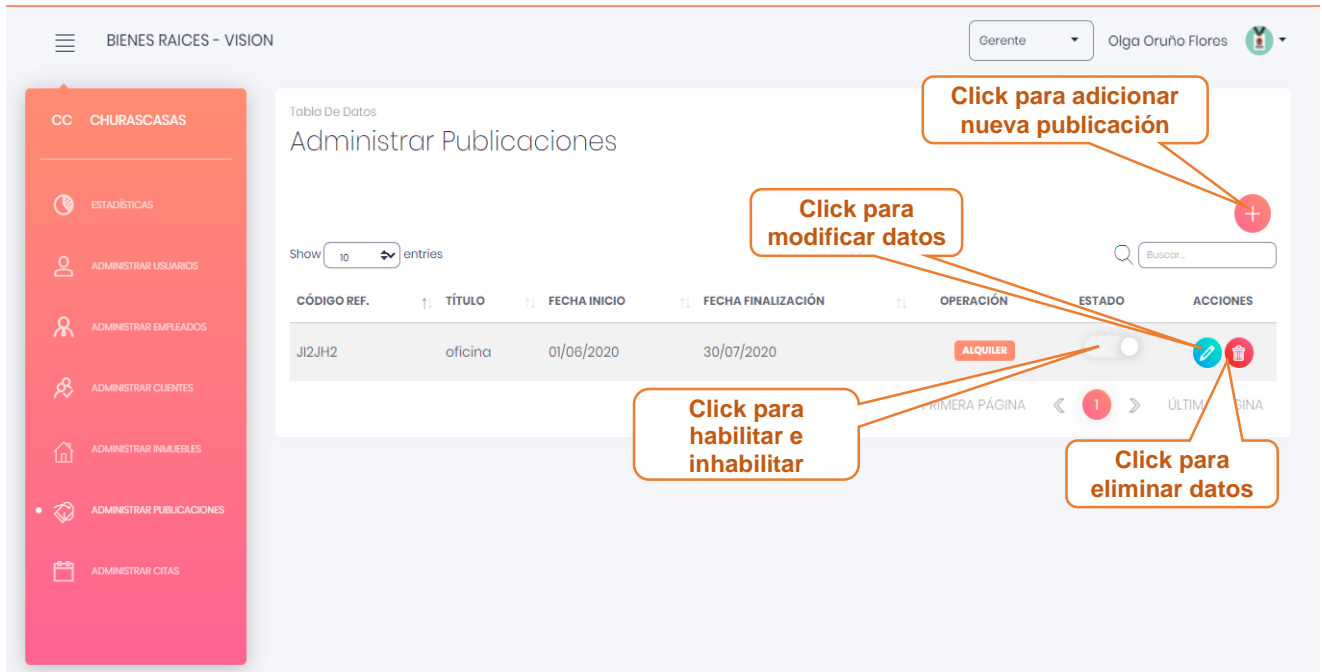 BIENES RAICES - VISION
Gerente
Olga Oruño Flores
CC CHURASCASAS
ESTADÍSTICAS
ADMINISTRAR USUARIOS
ADMINISTRAR EMPLEADOS
ADMINISTRAR CLIENTES
ADMINISTRAR INMUEBLES
ADMINISTRAR PUBLICACIONES
ADMINISTRAR CITAS
Tabla De Datos
Administrar Publicaciones
Click para adicionar
nueva publicación
Click para
modificar datos
Show 10 entries
Buscar...
CÓDIGO REF. TÍTULO FECHA INICIO FECHA FINALIZACIÓN OPERACIÓN ESTADO ACCIONES
JI2JH2 oficina 01/06/2020 30/07/2020 ALQUILER
PRIMERA PÁGINA 1
Click para
habilitar e
inhabilitar
Click para
eliminar datos